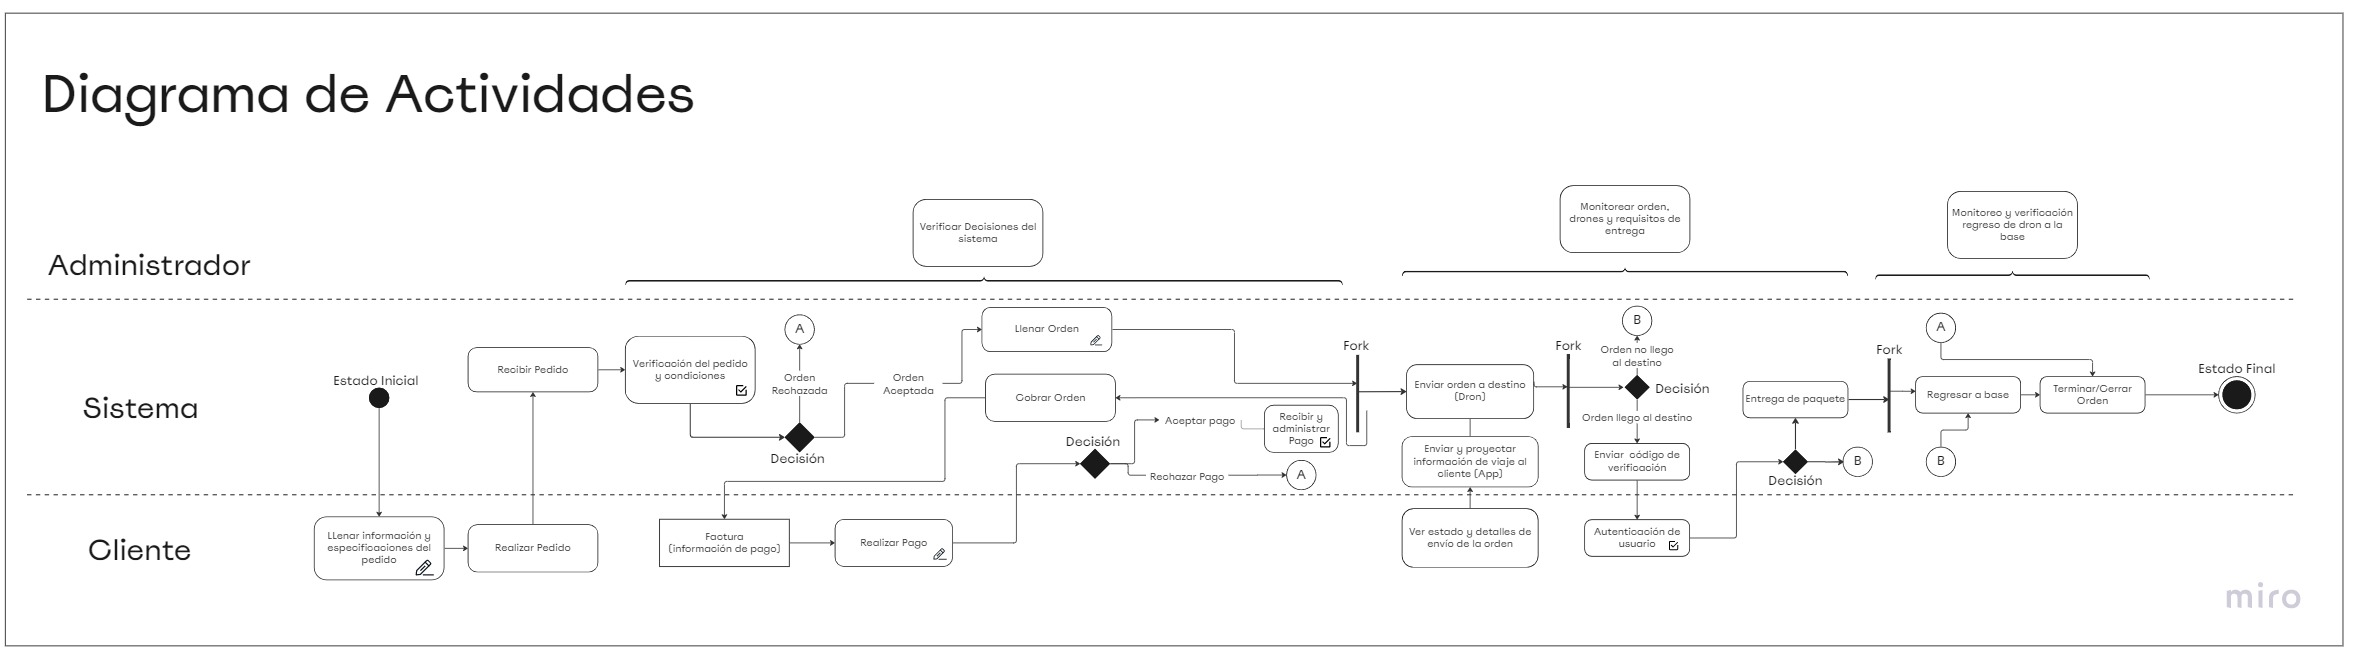 Diagrama de Actividades
Administrador
Verificar Decisiones del
sistema
Monitorear orden,
drones y requisitos de
entrega
Monitoreo y verificación
regreso de dron a la
base
Sistema
Estado Inicial
Recibir Pedido
Verificación del pedido
y condiciones
A
Orden
Rechazada
Decisión
Orden
Aceptada
Llenar Orden
Cobrar Orden
Decisión
Aceptar pago
Rechazar Pago
Recibir y
administrar
Pago
A
Fork
Enviar orden a destino
(Dron)
Enviar y proyectar
información de viaje al
cliente (App)
Fork
B
Orden no llego
al destino
Decisión
Orden llego al destino
Enviar código de
verificación
Entrega de paquete
Decisión
B
Fork
A
Regresar a base
B
Terminar/Cerrar
Orden
Estado Final
Cliente
LLenar información y
especificaciones del
pedido
Realizar Pedido
Factura
(información de pago)
Realizar Pago
Ver estado y detalles de
envío de la orden
Autenticación de
usuario
miro